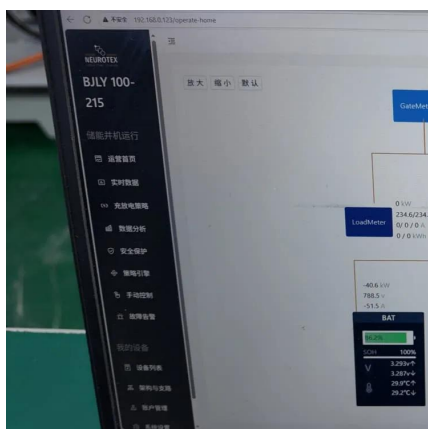 不安全 192.168.0.123/operate-home
NEUROTEX
BJLY 100-
215
放大 缩小 默认
GateMet
储能并机运行
运营首页
实时数据
充放电策略
数据分析
安全保护
策略引擎
手动控制
故障告警
我的设备
设备列表
架构与支路
账户管理
0 kW
234.6/234.
0/ 0 / 0 A
0 / 0 kWh
LoadMeter
-40.6 kW
788.5 v
-51.5 A
BAT
SOH 100%
V 3.293v↑
3.287v↓
29.9°C↑
29.2°C↓